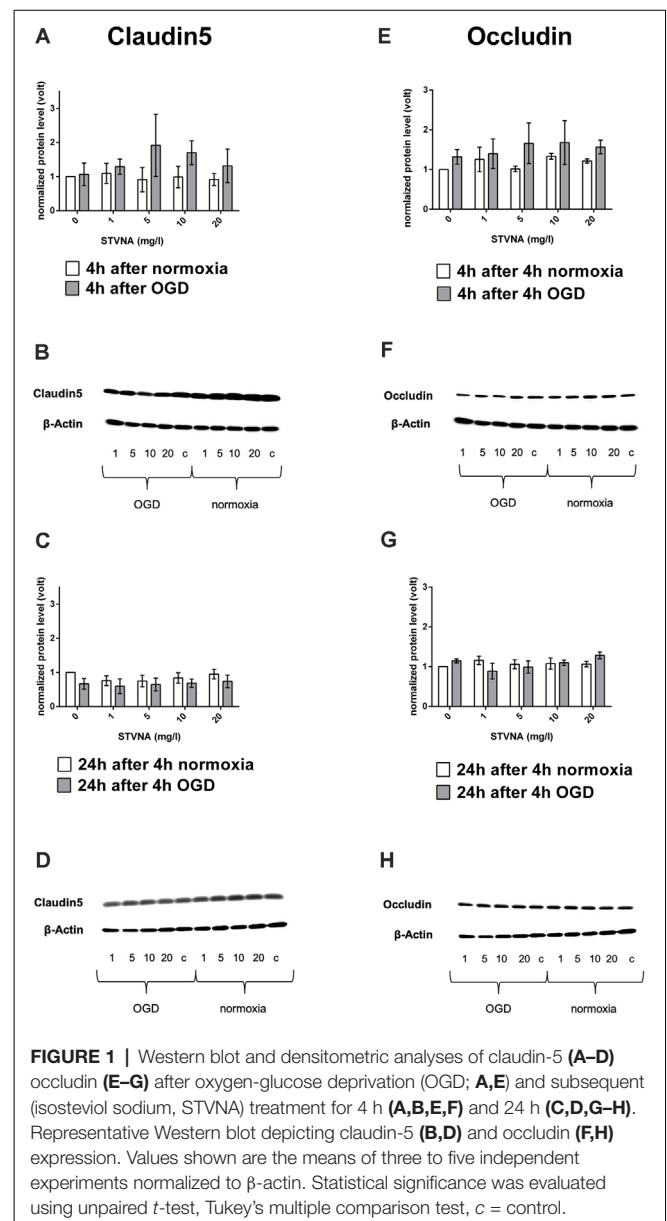 A Claudin5
normalized protein level (volt)
3
2
1
0
0 1 5 10 20
STVNA (mg/l)
4h after normoxia
4h after OGD
B
Claudin5
β-Actin
1 5 10 20 c 1 5 10 20 c
OGD normoxia
C
normalized protein level (volt)
3
2
1
0
0 1 5 10 20
STVNA (mg/l)
24h after 4h normoxia
24h after 4h OGD
D
Claudin5
β-Actin
1 5 10 20 c 1 5 10 20 c
OGD normoxia
E Occludin
normlaized protein level (volt)
3
2
1
0
0 1 5 10 20
STVNA (mg/l)
4h after 4h normoxia
4h after 4h OGD
F
Occludin
β-Actin
1 5 10 20 c 1 5 10 20 c
OGD normoxia
G
normalized protein level (volt)
3
2
1
0
0 1 5 10 20
STVNA (mg/l)
24h after 4h normoxia
24h after 4h OGD
H
Occludin
β-Actin
1 5 10 20 c 1 5 10 20 c
OGD normoxia
FIGURE 1 | Western blot and densitometric analyses of claudin-5 (A–D)
occludin (E–G) after oxygen-glucose deprivation (OGD; A,E) and subsequent
(isosteviol sodium, STVNA) treatment for 4 h (A,B,E,F) and 24 h (C,D,G–H).
Representative Western blot depicting claudin-5 (B,D) and occludin (F,H)
expression. Values shown are the means of three to five independent
experiments normalized to β-actin. Statistical significance was evaluated
using unpaired t-test, Tukey's multiple comparison test, c = control.